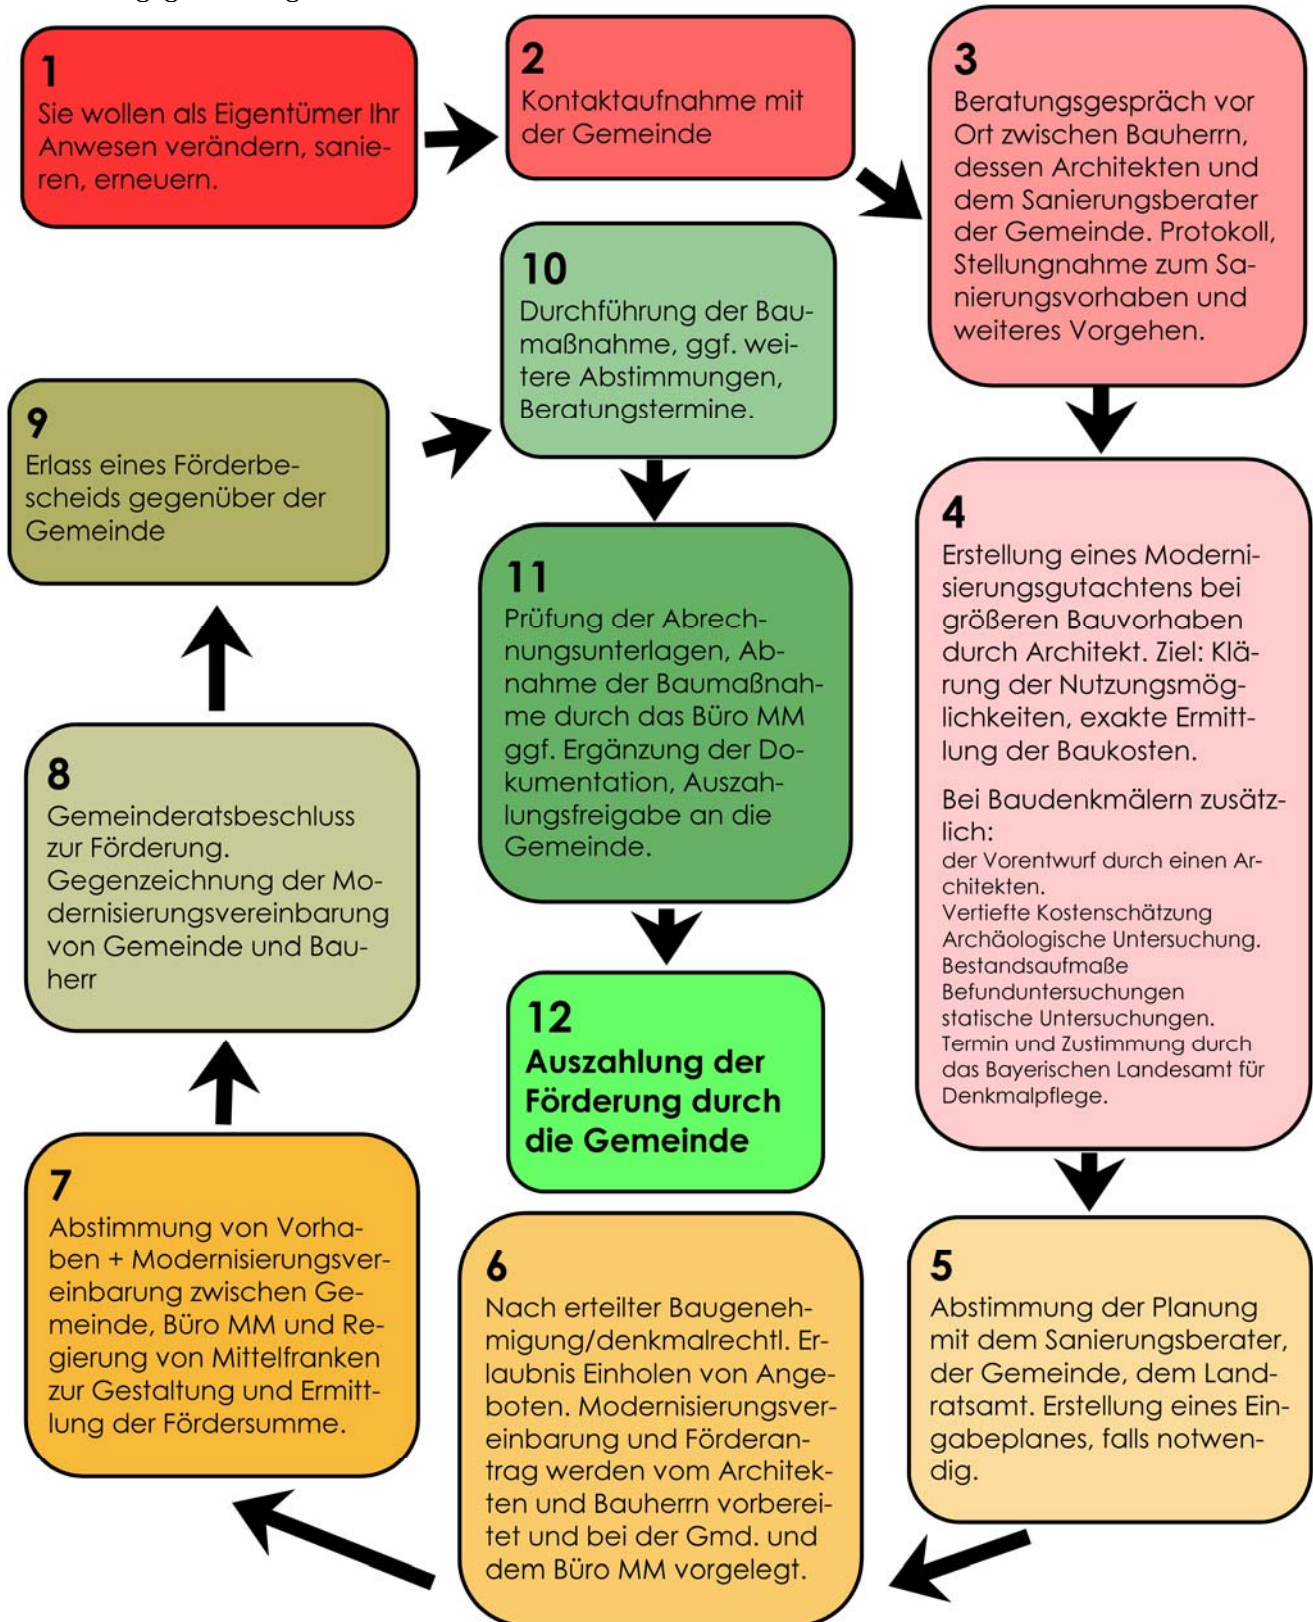 1
Sie wollen als Eigentümer Ihr
Anwesen verändern, sanie-
ren, erneuern.
2
Kontaktaufnahme mit
der Gemeinde
3
Beratungsgespräch vor
Ort zwischen Bauherrn,
dessen Architekten und
dem Sanierungsberater
der Gemeinde. Protokoll,
Stellungnahme zum Sa-
nierungsvorhaben und
weiteres Vorgehen.
4
Erstellung eines Moderni-
sierungsgutachtens bei
größeren Bauvorhaben
durch Architekt. Ziel: Klä-
rung der Nutzungsmög-
lichkeiten, exakte Ermitt-
lung der Baukosten.
Bei Baudenkmälern zusätz-
lich:
der Vorentwurf durch einen Ar-
chitekten.
Vertiefte Kostenschätzung
Archäologische Untersuchung.
Bestandsaufmaße
Befunduntersuchungen
statische Untersuchungen.
Termin und Zustimmung durch
das Bayerischen Landesamt für
Denkmalpflege.
5
Abstimmung der Planung
mit dem Sanierungsberater,
der Gemeinde, dem Land-
ratsamt. Erstellung eines Ein-
gabeplanes, falls notwen-
dig.
6
Nach erteilter Baugeneh-
migung/denkmalrechtl. Er-
laubnis Einholen von Ange-
boten. Modernisierungsver-
einbarung und Förderan-
trag werden vom Architek-
ten und Bauherrn vorberei-
tet und bei der Gmd. und
dem Büro MM vorgelegt.
7
Abstimmung von Vorha-
ben + Modernisierungsver-
einbarung zwischen Ge-
meinde, Büro MM und Re-
gierung von Mittelfranken
zur Gestaltung und Ermitt-
lung der Fördersumme.
8
Gemeinderatsbeschluss
zur Förderung.
Gegenzeichnung der Mo-
dernisierungsvereinbarung
von Gemeinde und Bau-
herr
9
Erlass eines Förderbe-
scheids gegenüber der
Gemeinde
10
Durchführung der Bau-
maßnahme, ggf. wei-
tere Abstimmungen,
Beratungstermine.
11
Prüfung der Abrech-
nungsunterlagen, Ab-
nahme der Baumaßnah-
me durch das Büro MM
ggf. Ergänzung der Do-
kumentation, Auszah-
lungsfreigabe an die
Gemeinde.
12
Auszahlung der
Förderung durch
die Gemeinde